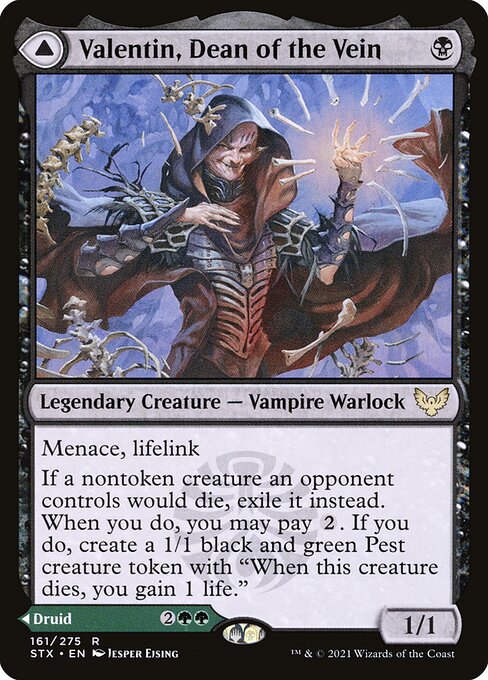 Valentin, Dean of the Vein
Legendary Creature — Vampire Warlock
Menace, lifelink
If a nontoken creature an opponent
controls would die, exile it instead.
When you do, you may pay 2. If you
do, create a 1/1 black and green Pest
creature token with “When this creature
dies, you gain 1 life.”
Druid 2
1/1
161/275 R
STX • EN Jesper Eising
™ & © 2021 Wizards of the Coast